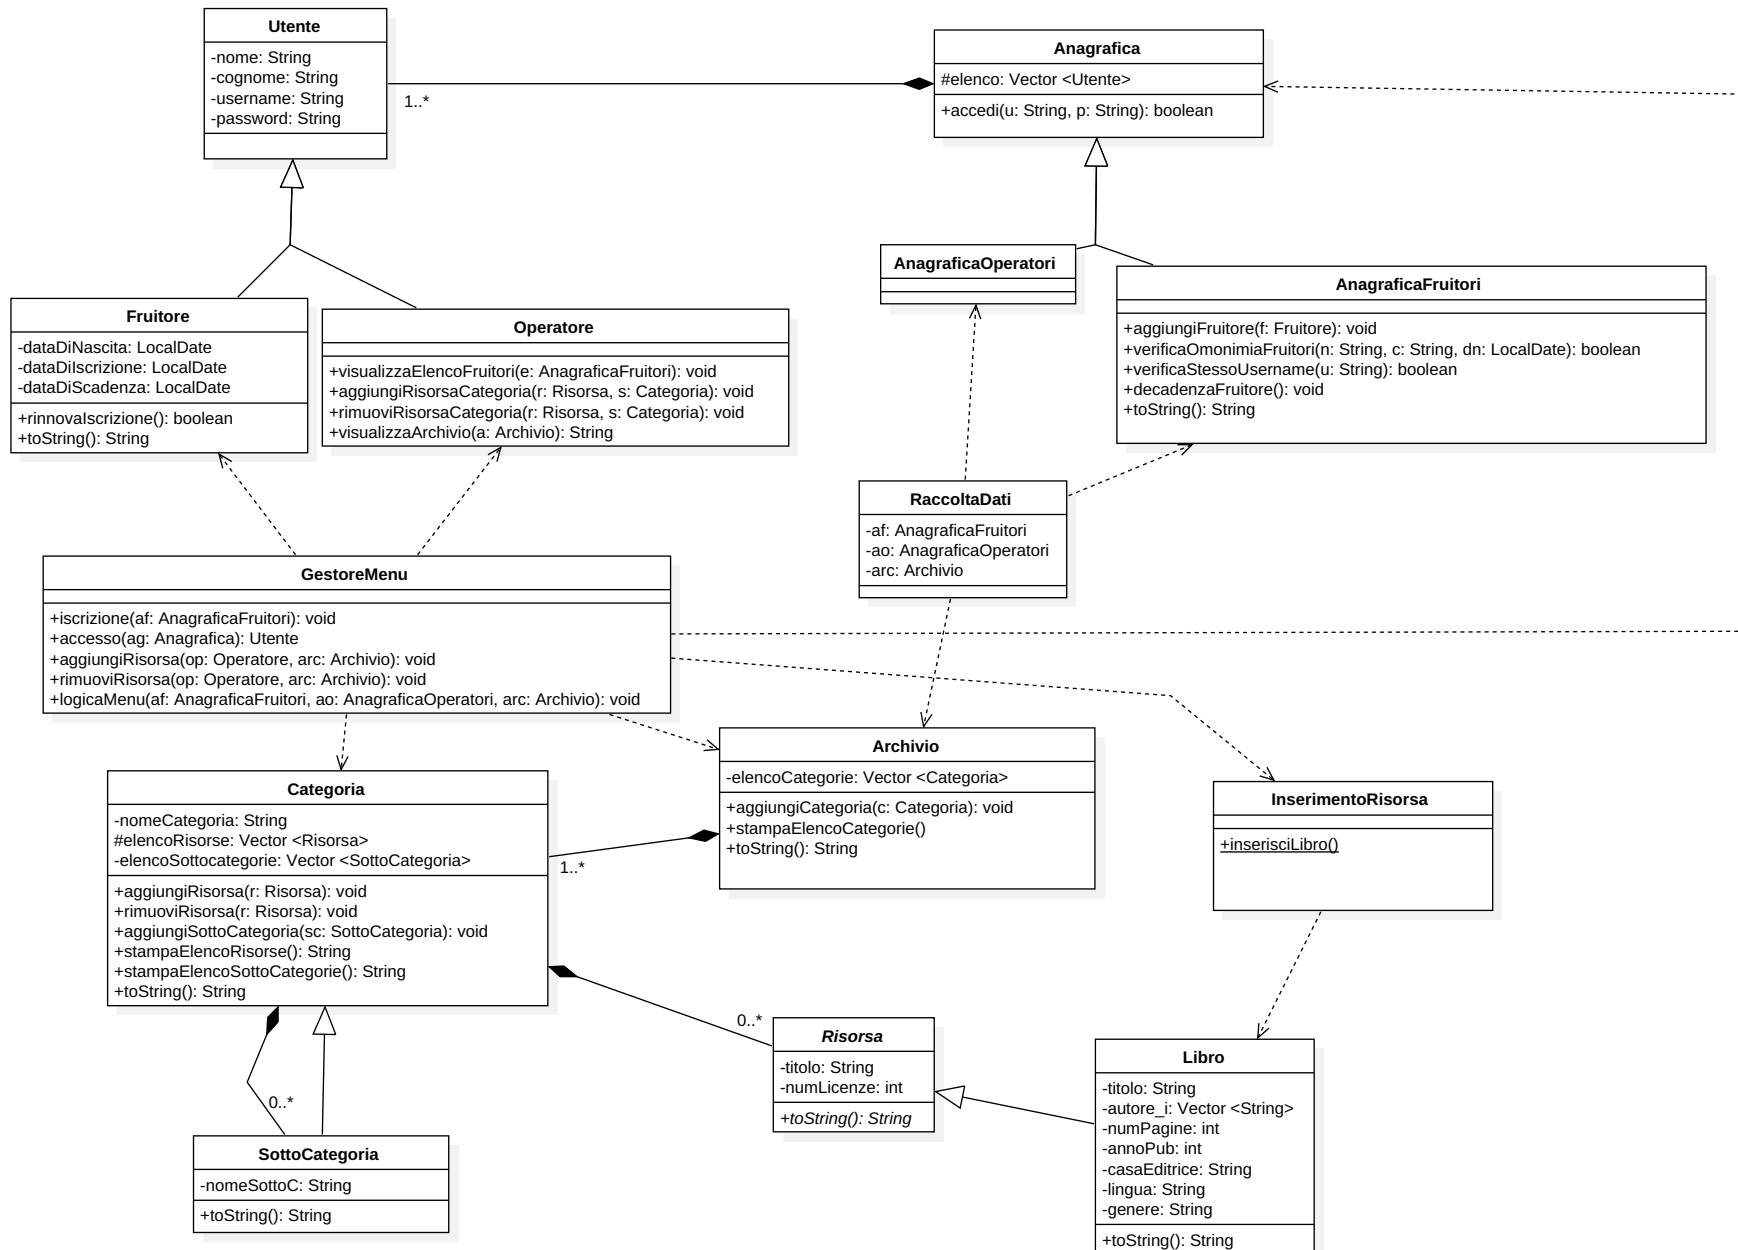 Utente
-nome: String
-cognome: String
-username: String
-password: String
1..*
Anagrafica
#elenco: Vector <Utente>
+accedi(u: String, p: String): boolean
AnagraficaOperatori
AnagraficaFruitori
+aggiungiFruitore(f: Fruitore): void
+verificaOmonimiaFruitori(n: String, c: String, dn: LocalDate): boolean
+verificaStessoUsername(u: String): boolean
+decadenzaFruitore(): void
+toString(): String
Fruitore
-dataDiNascita: LocalDate
-dataDiIscrizione: LocalDate
-dataDiScadenza: LocalDate
+rinnovaIscrizione(): boolean
+toString(): String
Operatore
+visualizzaElencoFruitori(e: AnagraficaFruitori): void
+aggiungiRisorsaCategoria(r: Risorsa, s: Categoria): void
+rimuoviRisorsaCategoria(r: Risorsa, s: Categoria): void
+visualizzaArchivio(a: Archivio): String
RaccoltaDati
-af: AnagraficaFruitori
-ao: AnagraficaOperatori
-arc: Archivio
GestoreMenu
+iscrizione(af: AnagraficaFruitori): void
+accesso(ag: Anagrafica): Utente
+aggiungiRisorsa(op: Operatore, arc: Archivio): void
+rimuoviRisorsa(op: Operatore, arc: Archivio): void
+logicaMenu(af: AnagraficaFruitori, ao: AnagraficaOperatori, arc: Archivio): void
Archivio
-elencoCategorie: Vector <Categoria>
+aggiungiCategoria(c: Categoria): void
+stampaElencoCategorie()
+toString(): String
1..*
Categoria
-nomeCategoria: String
#elencoRisorse: Vector <Risorsa>
-elencoSottocategorie: Vector <SottoCategoria>
+aggiungiRisorsa(r: Risorsa): void
+rimuoviRisorsa(r: Risorsa): void
+aggiungiSottoCategoria(sc: SottoCategoria): void
+stampaElencoRisorse(): String
+stampaElencoSottoCategorie(): String
+toString(): String
InserimentoRisorsa
+inserisciLibro()
0..*
Risorsa
-titolo: String
-numLicenze: int
+toString(): String
0..*
SottoCategoria
-nomeSottoC: String
+toString(): String
Libro
-titolo: String
-autore_i: Vector <String>
-numPagine: int
-annoPub: int
-casaEditrice: String
-lingua: String
-genere: String
+toString(): String